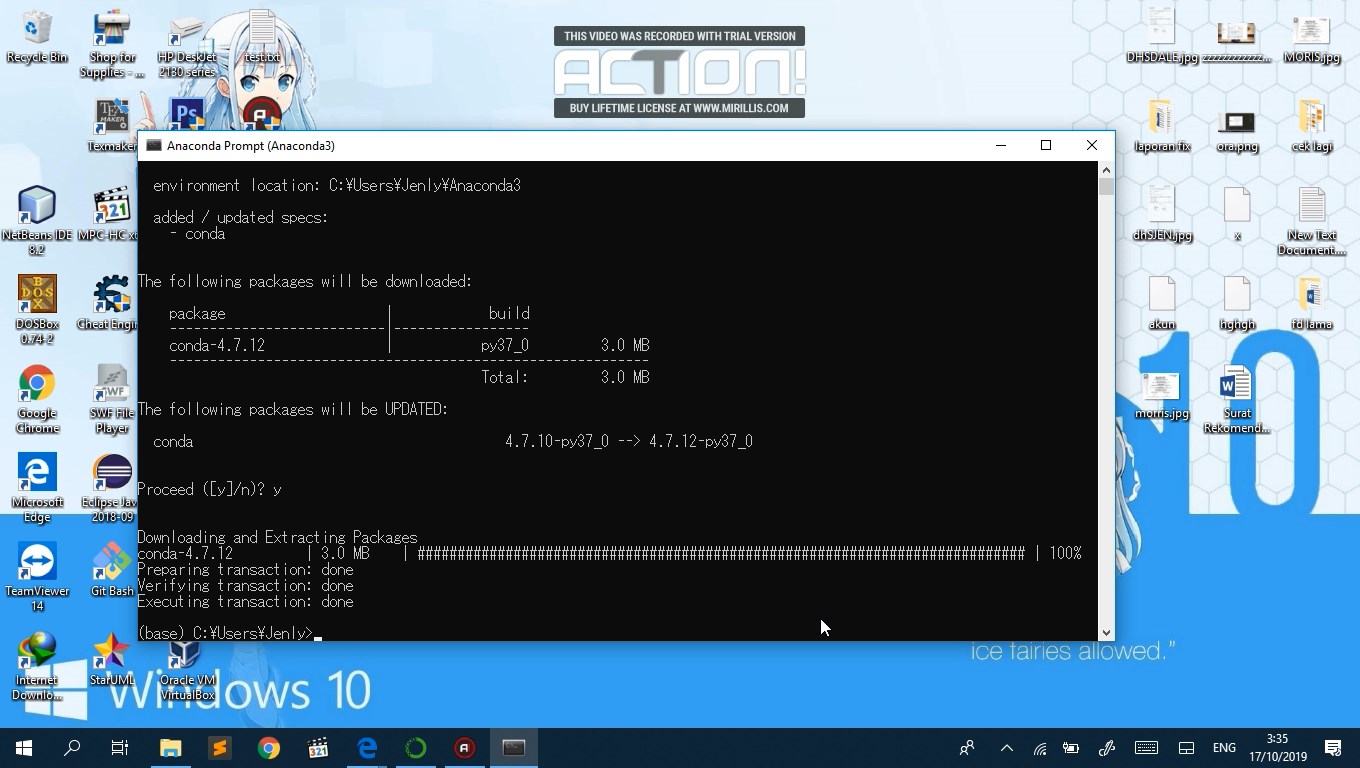 THIS VIDEO WAS RECORDED WITH TRIAL VERSION
ACTION!
BUY LIFETIME LICENSE AT WWW.MIRILLIS.COM
Recycle Bin
Shop for
Supplies - ...
HP DeskJet
2130 series
test.txt
DHSDALE.jpg
zzzzzzzzzzzz...
MORIS.jpg
Texmaker
laporan fix
ora.png
cek lagi
NetBeans IDE
8.2
MPC-HC x
dhSJEN.jpg
x
New Text
Document....
DOSBox
0.74-2
Cheat Engin
akun
hghgh
fd lama
Google
Chrome
SWF File
Player
morris.jpg
Surat
Rekomend...
Microsoft
Edge
Eclipse Jav
2018-09
TeamViewer
14
Git Bash
Internet
Downlo...
StarUML
Oracle VM
VirtualBox
Anaconda Prompt (Anaconda3)
environment location: C:¥Users¥Jenly¥Anaconda3
added / updated specs:
- conda
The following packages will be downloaded:
package | build
---------------------------|-----------------
conda-4.7.12 | py37_0 3.0 MB
------------------------------------------------------------
Total: 3.0 MB
The following packages will be UPDATED:
conda 4.7.10-py37_0 --> 4.7.12-py37_0
Proceed ([y]/n)? y
Downloading and Extracting Packages
conda-4.7.12 | 3.0 MB | ############################################################################ | 100%
Preparing transaction: done
Verifying transaction: done
Executing transaction: done
(base) C:¥Users¥Jenly>
ice fairies allowed.”
10
Windows 10
ENG
3:35
17/10/2019